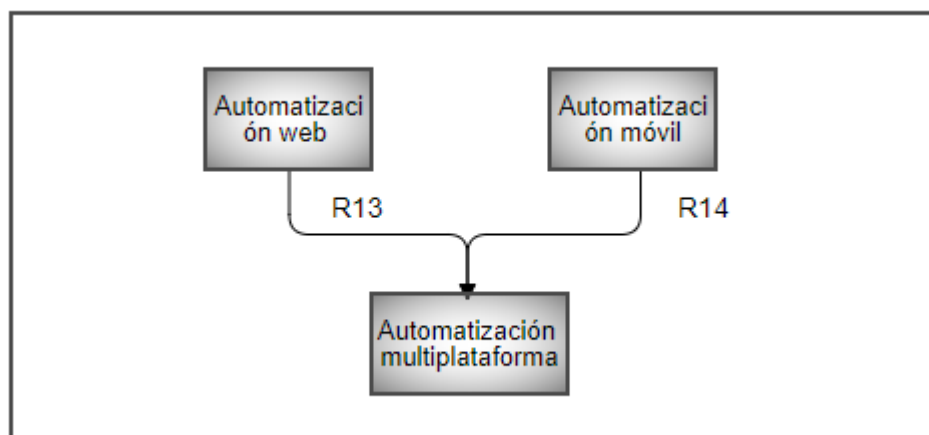 Automatizaci
ón web
Automatizaci
ón móvil
R13
R14
Automatización
multiplataforma